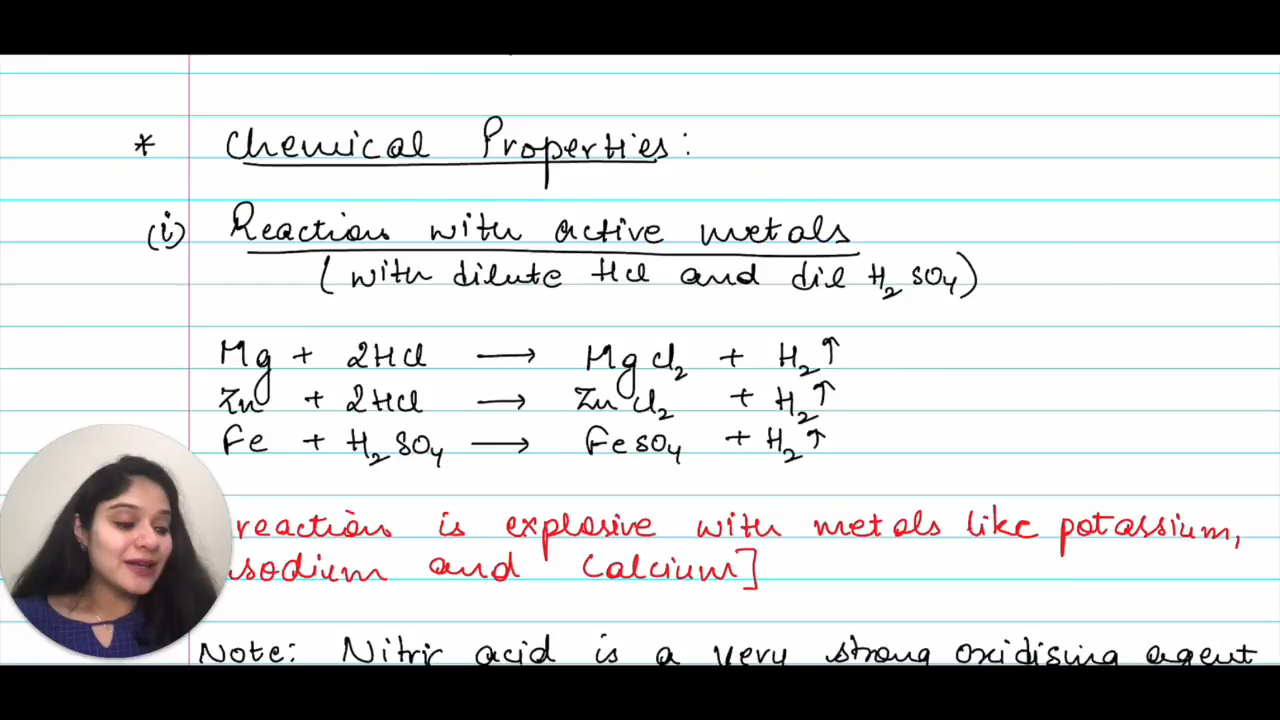 * Chemical Properties:
(i) Reaction with active metals
(with dilute HCl and dil H₂SO₄)
Mg + 2HCl ⟶ MgCl₂ + H₂↑
Zn + 2HCl ⟶ ZnCl₂ + H₂↑
Fe + H₂SO₄ ⟶ FeSO₄ + H₂↑
reaction is explosive with metals like potassium,
sodium and calcium]
Note: Nitric acid is a very strong oxidising agent